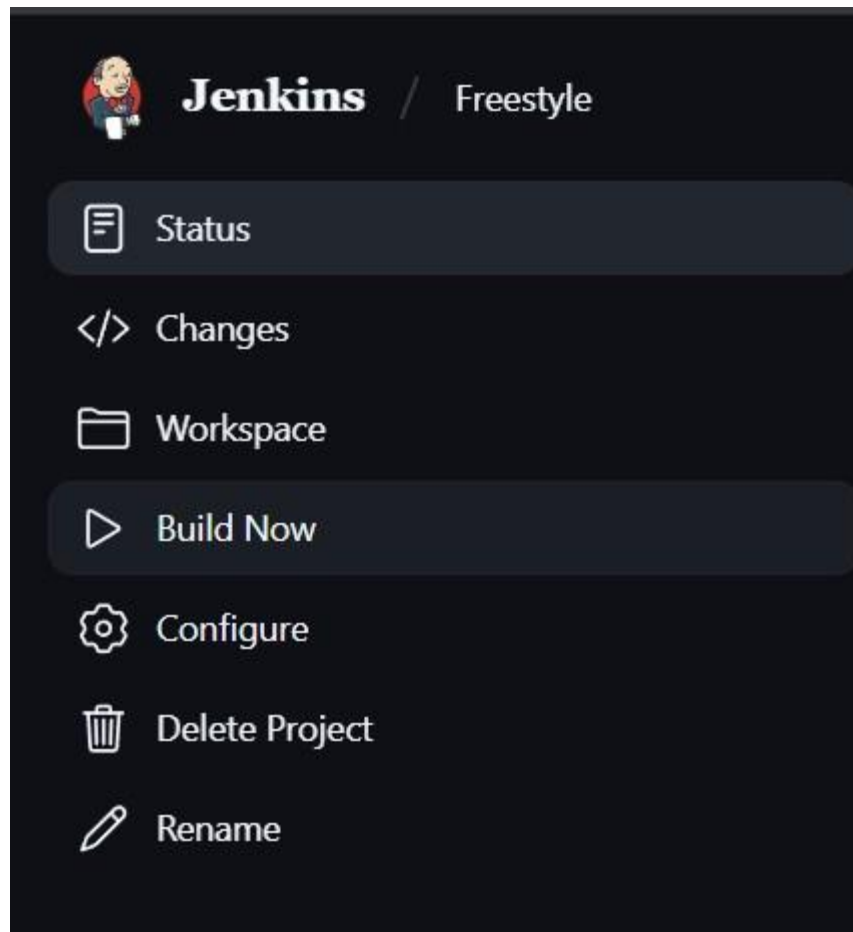 Jenkins / Freestyle
Status
</> Changes
Workspace
Build Now
Configure
Delete Project
Rename